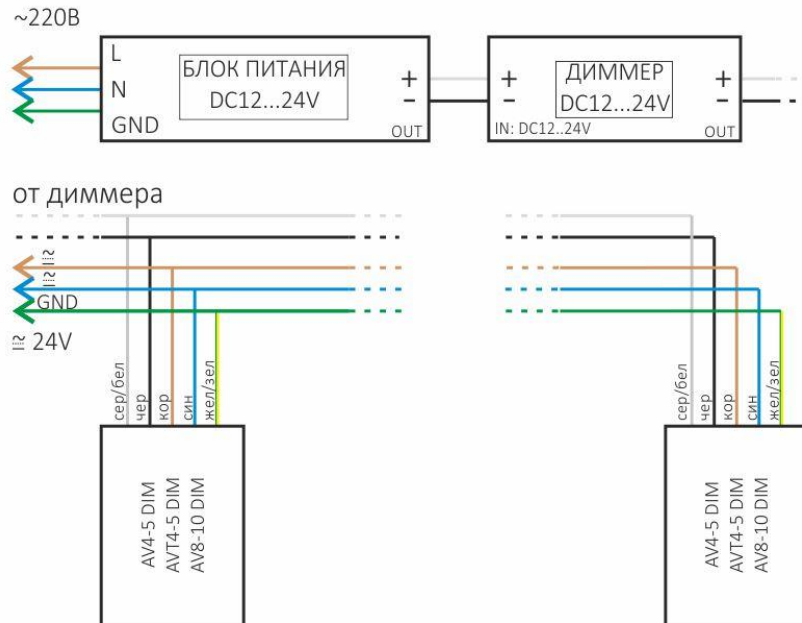 ~220В
L
N
GND
БЛОК ПИТАНИЯ
DC12...24V
+
−
OUT
+
−
IN: DC12..24V
ДИММЕР
DC12...24V
+
−
OUT
от диммера
≅
≅
GND
≅ 24V
сер/бел
чер
кор
син
жел/зел
AV4-5 DIM
AVT4-5 DIM
AV8-10 DIM
сер/бел
чер
кор
син
жел/зел
AV4-5 DIM
AVT4-5 DIM
AV8-10 DIM